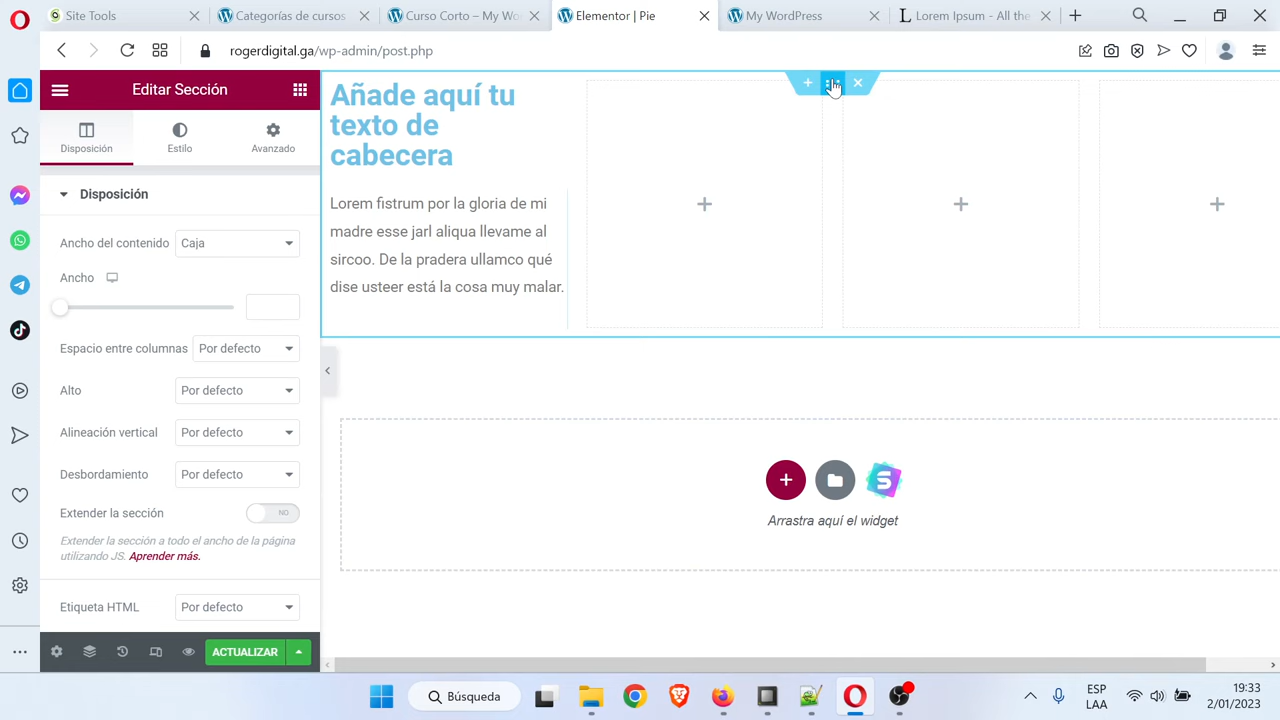 Site Tools
Categorías de cursos
Curso Corto – My Wo
Elementor | Pie
My WordPress
Lorem Ipsum - All the
rogerdigital.ga/wp-admin/post.php
Editar Sección
Disposición
Estilo
Avanzado
Disposición
Ancho del contenido
Caja
Ancho
Espacio entre columnas
Por defecto
Alto
Por defecto
Alineación vertical
Por defecto
Desbordamiento
Por defecto
Extender la sección
NO
Extender la sección a todo el ancho de la página
utilizando JS. Aprender más.
Etiqueta HTML
Por defecto
ACTUALIZAR
Añade aquí tu
texto de
cabecera
Lorem fistrum por la gloria de mi
madre esse jarl aliqua llevame al
sircoo. De la pradera ullamco qué
dise usteer está la cosa muy malar.
Arrastra aquí el widget
Búsqueda
ESP
LAA
19:33
2/01/2023